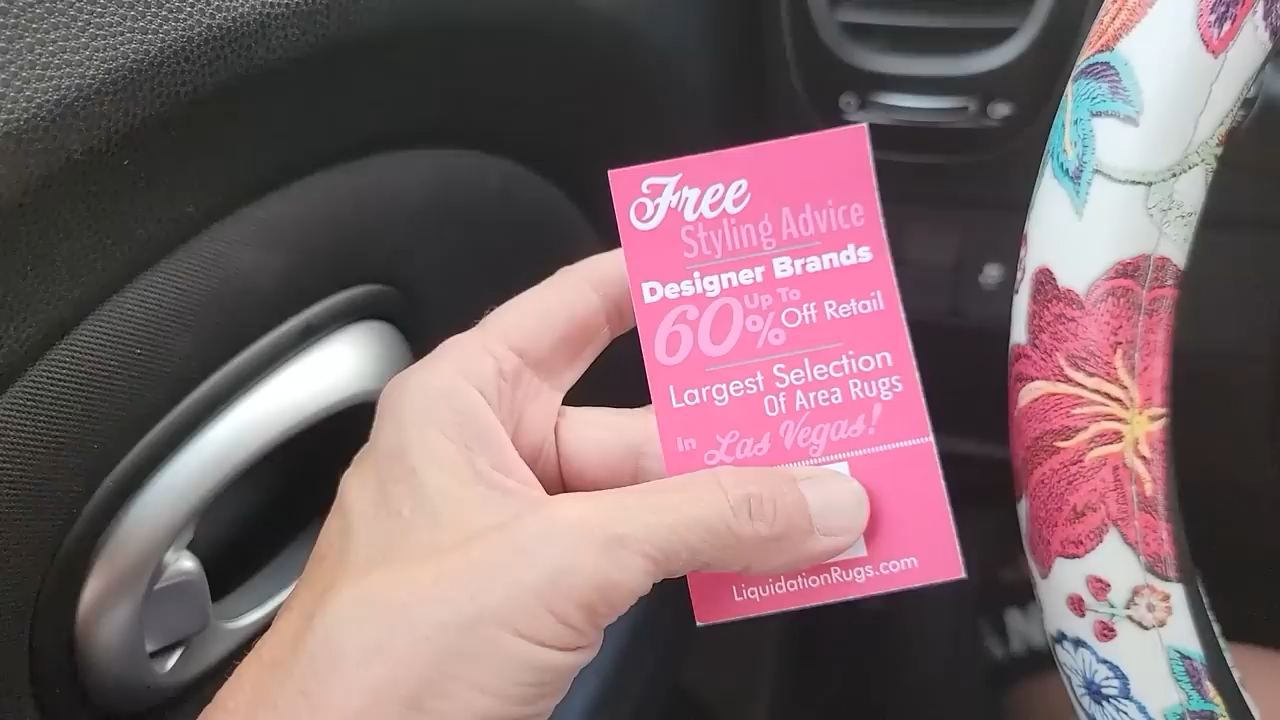 Free
Styling Advice
Designer Brands
60% Up To Off Retail
Largest Selection
Of Area Rugs
In Las Vegas!
LiquidationRugs.com